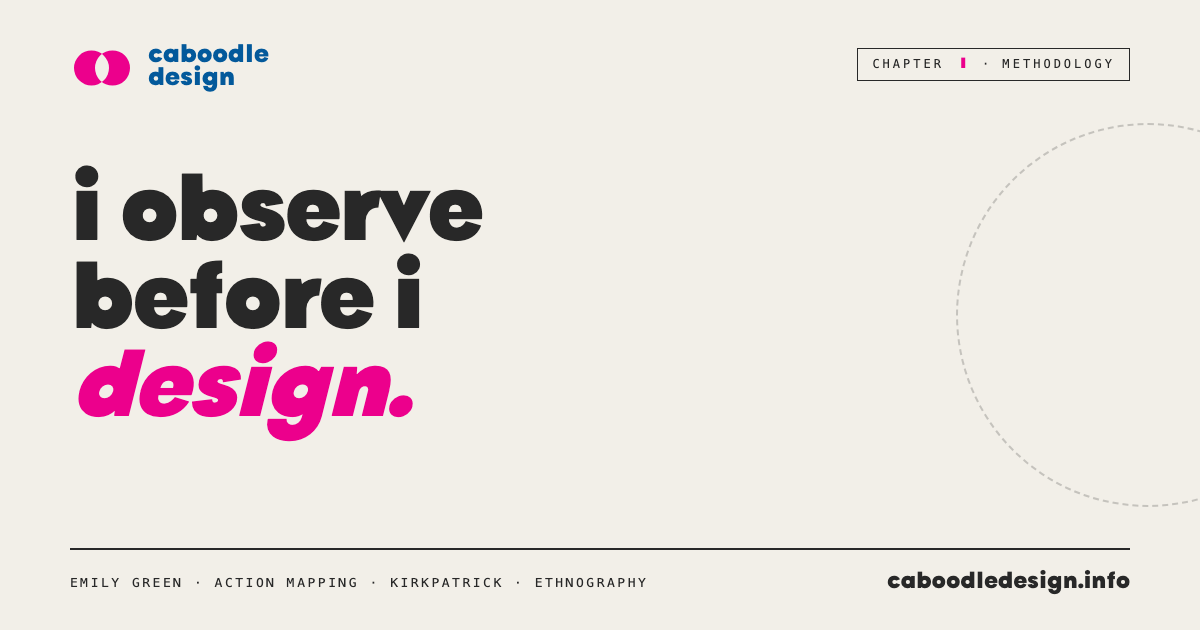 caboodle
design
CHAPTER · METHODOLOGY
i observe
before i
design.
EMILY GREEN · ACTION MAPPING · KIRKPATRICK · ETHNOGRAPHY
caboodledesign.info